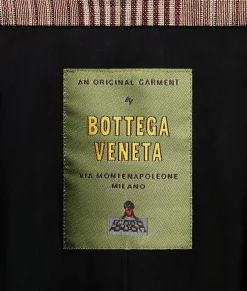 AN ORIGINAL GARMENT
By
BOTTEGA
VENETA
VIA MONTENAPOLEONE
MILANO